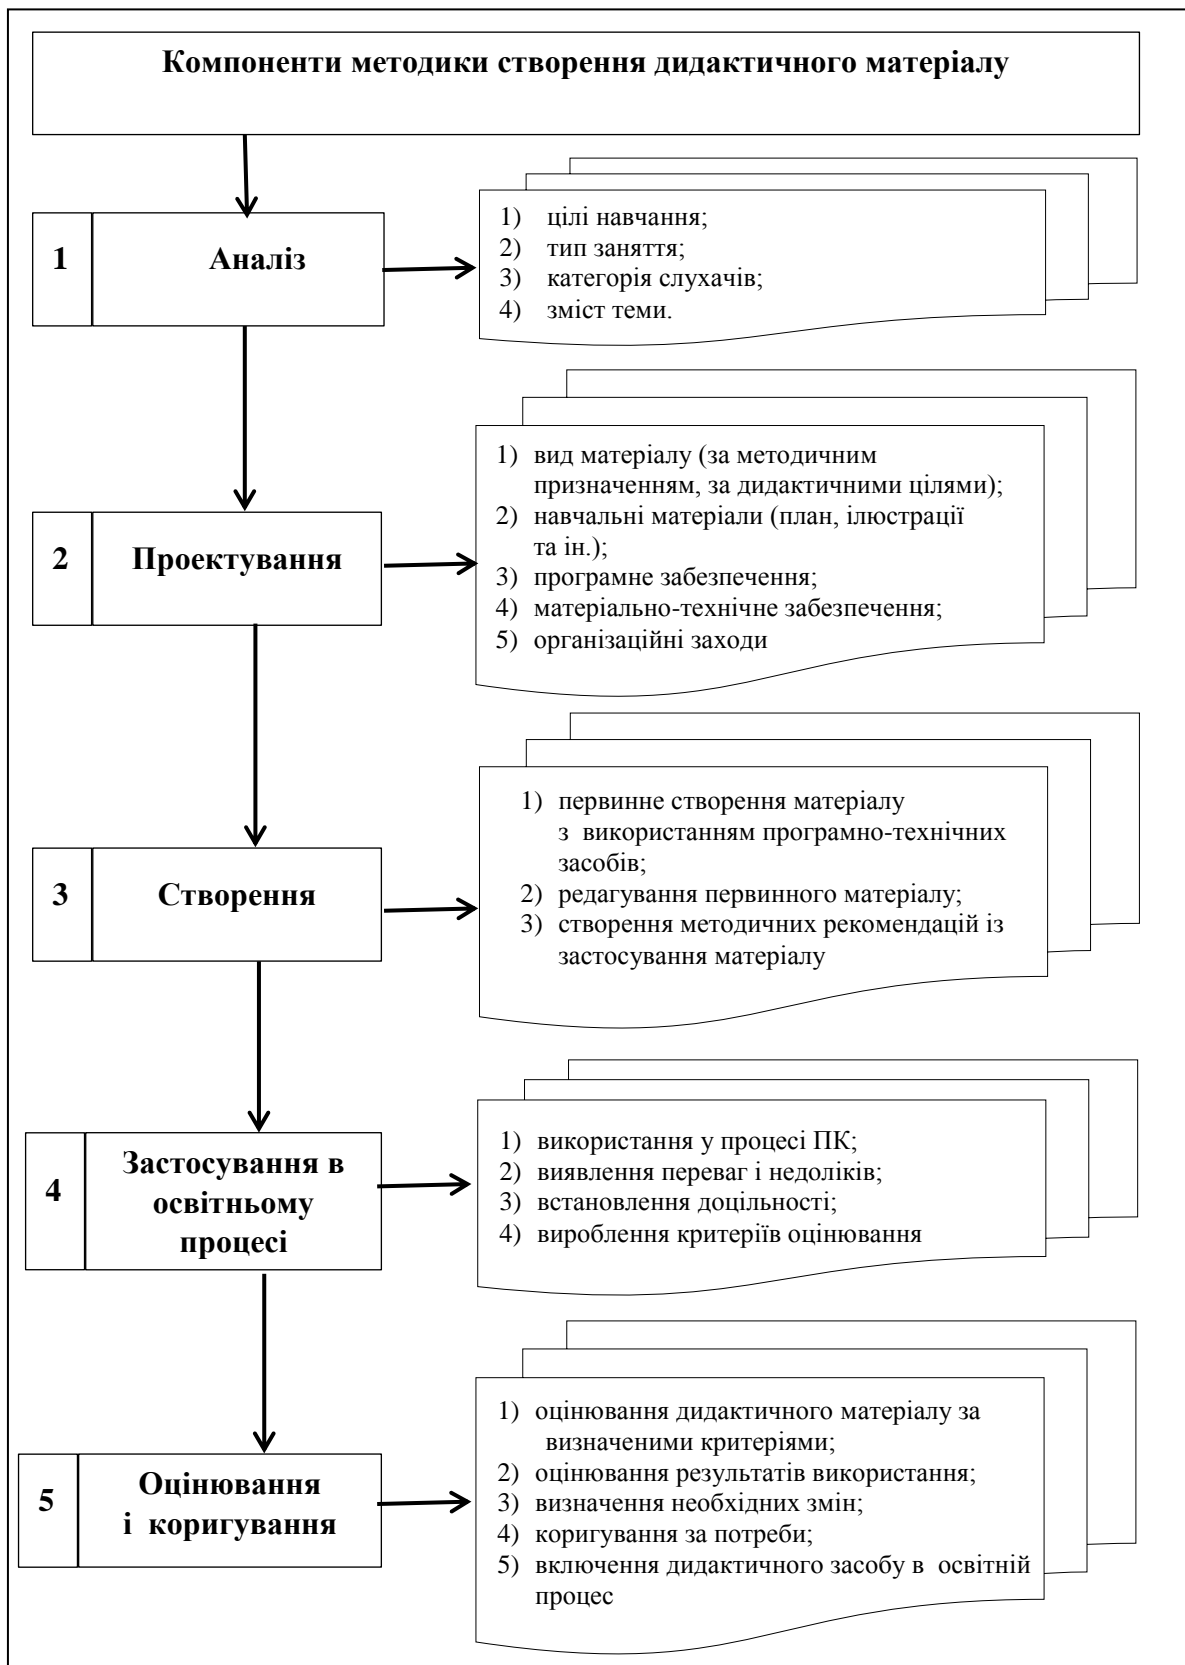 Компоненти методики створення дидактичного матеріалу
1
Аналіз
1) цілі навчання;
2) тип заняття;
3) категорія слухачів;
4) зміст теми.
2
Проектування
1) вид матеріалу (за методичним
призначенням, за дидактичними цілями);
2) навчальні матеріали (план, ілюстрації
та ін.);
3) програмне забезпечення;
4) матеріально-технічне забезпечення;
5) організаційні заходи
3
Створення
1) первинне створення матеріалу
з використанням програмно-технічних
засобів;
2) редагування первинного матеріалу;
3) створення методичних рекомендацій із
застосування матеріалу
4
Застосування в
освітньому
процесі
1) використання у процесі ПК;
2) виявлення переваг і недоліків;
3) встановлення доцільності;
4) вироблення критеріїв оцінювання
5
Оцінювання
і коригування
1) оцінювання дидактичного матеріалу за
визначеними критеріями;
2) оцінювання результатів використання;
3) визначення необхідних змін;
4) коригування за потреби;
5) включення дидактичного засобу в освітній
процес